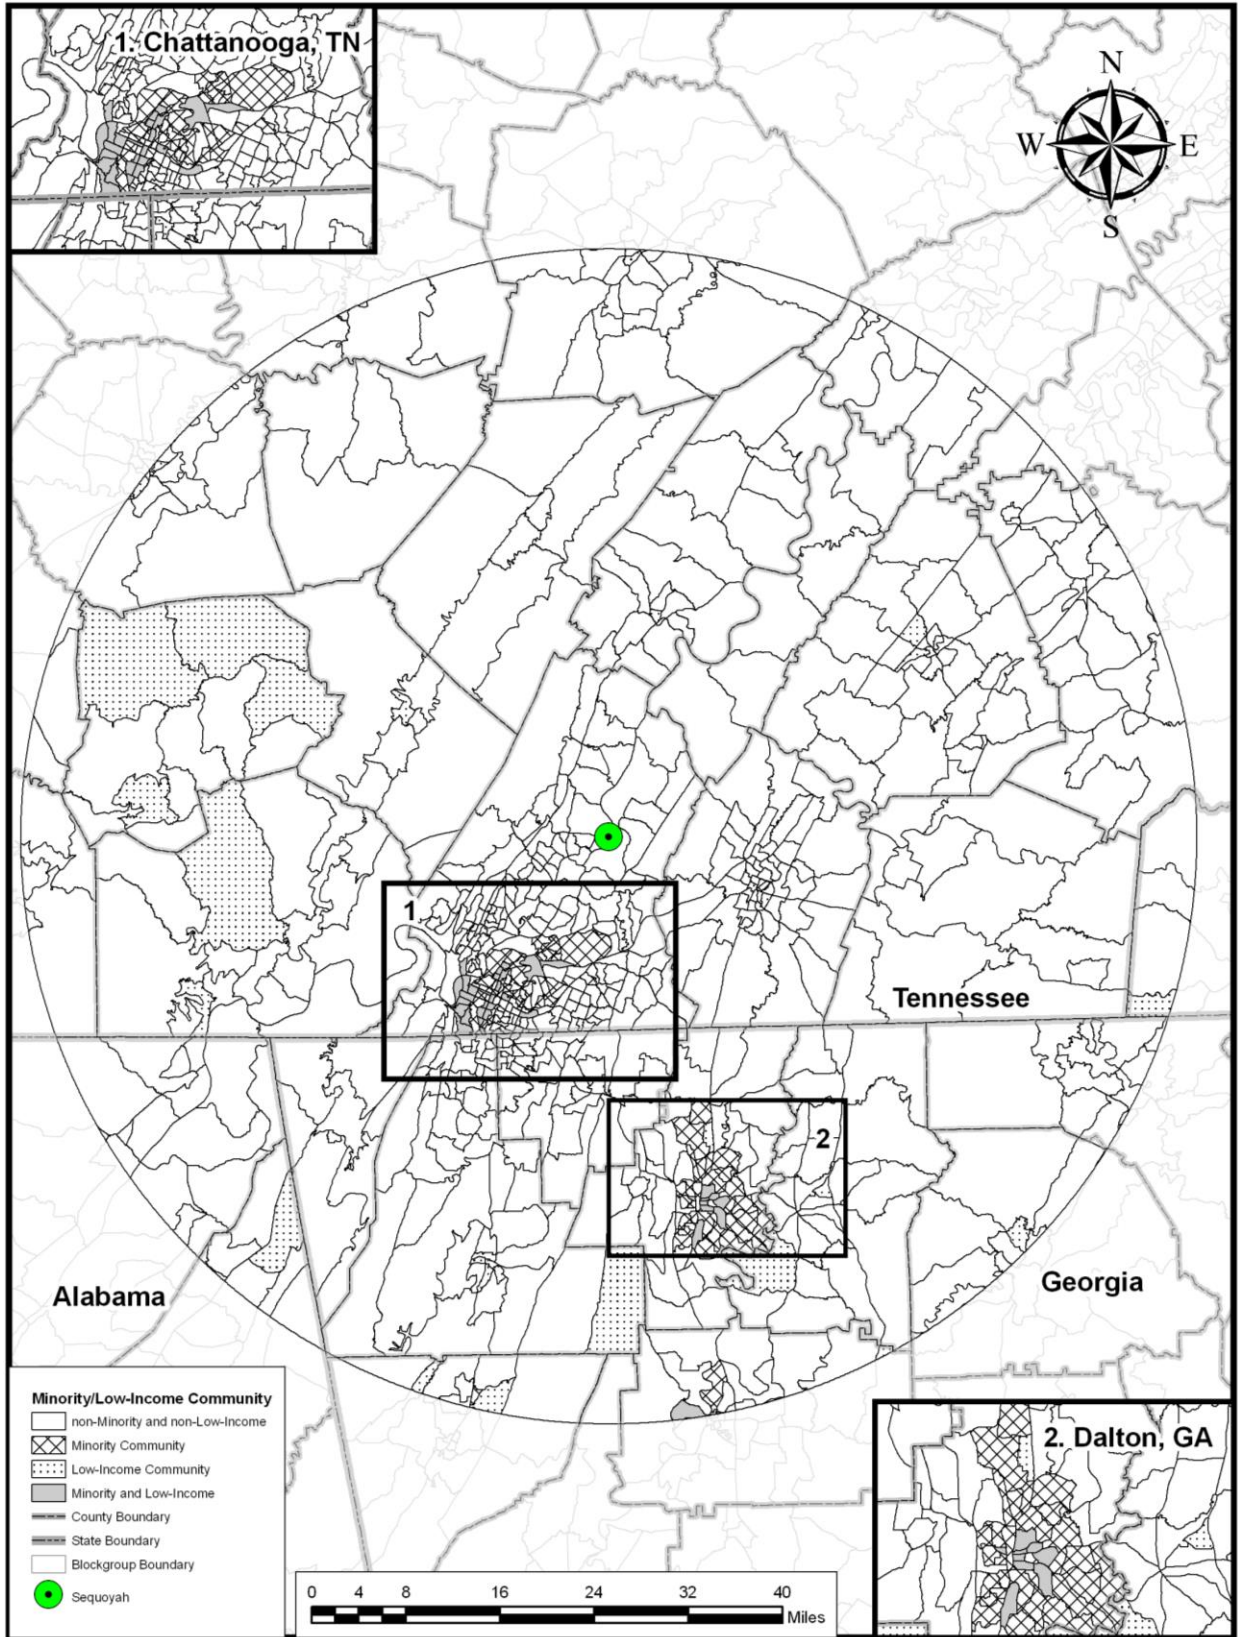 1. Chattanooga, TN
N
W
E
S
1
Tennessee
2
Alabama
Georgia
Minority/Low-Income Community
non-Minority and non-Low-Income
Minority Community
Low-Income Community
Minority and Low-Income
County Boundary
State Boundary
Blockgroup Boundary
Sequoyah
0 4 8 16 24 32 40
Miles
2. Dalton, GA